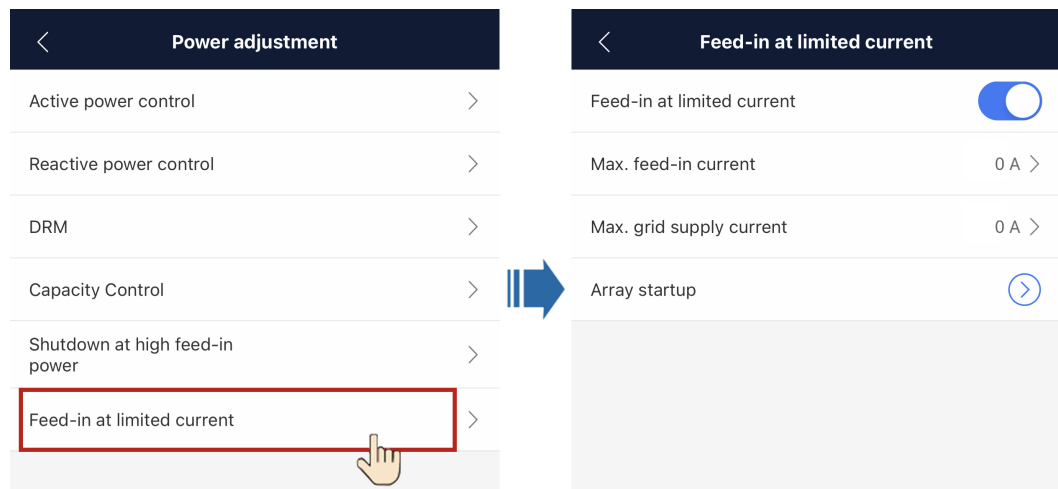 Power adjustment
Active power control
Reactive power control
DRM
Capacity Control
Shutdown at high feed-in
power
Feed-in at limited current
Feed-in at limited current
Feed-in at limited current
Max. feed-in current 0 A
Max. grid supply current 0 A
Array startup